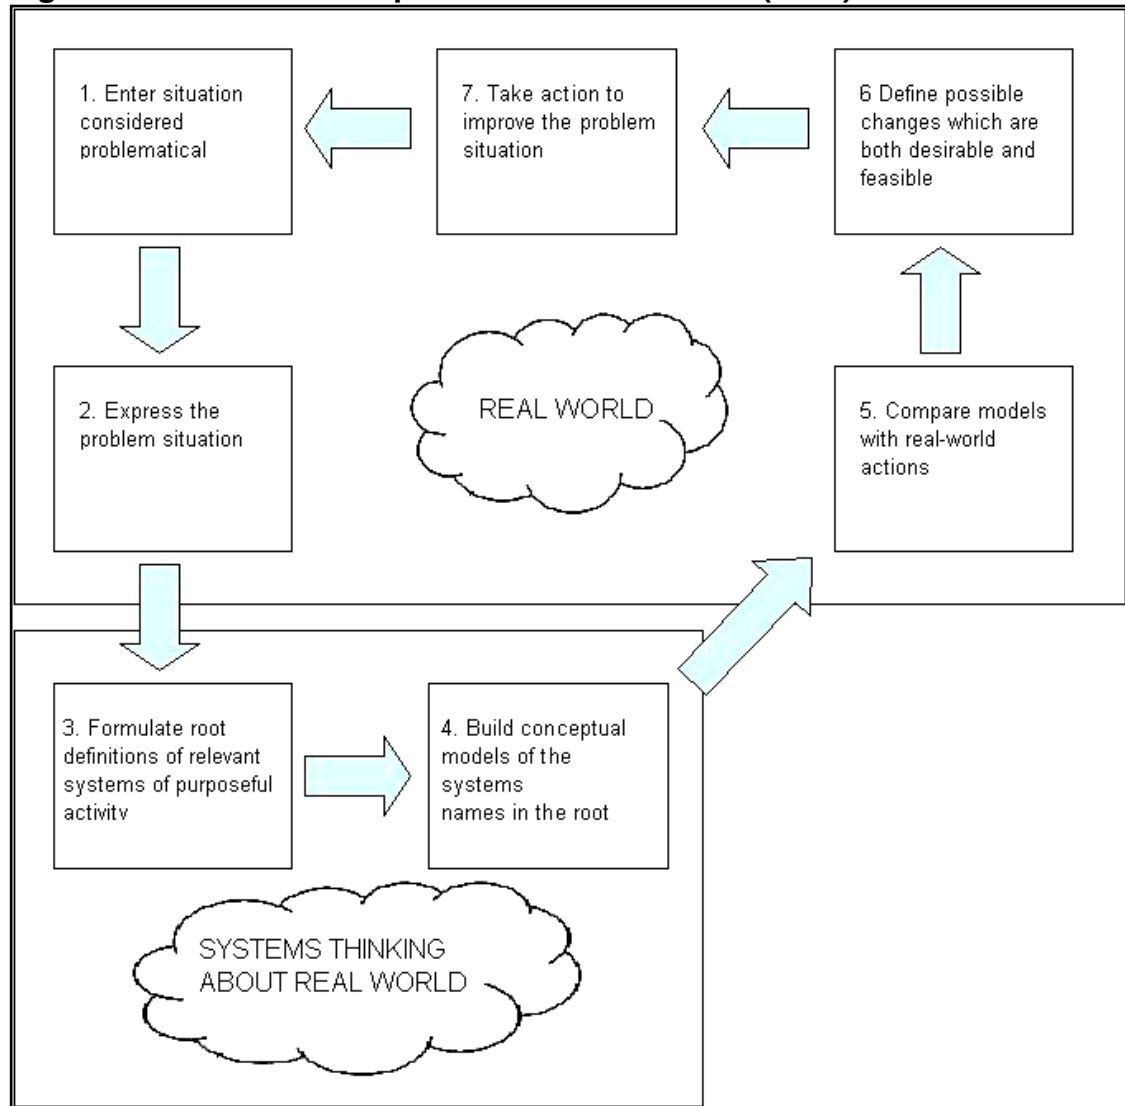 1. Enter situation
considered
problematical
7. Take action to
improve the problem
situation
6 Define possible
changes which are
both desirable and
feasible
2. Express the
problem situation
REAL WORLD
5. Compare models
with real-world
actions
3. Formulate root
definitions of relevant
systems of purposeful
activity
4. Build conceptual
models of the
systems
names in the root
SYSTEMS THINKING
ABOUT REAL WORLD